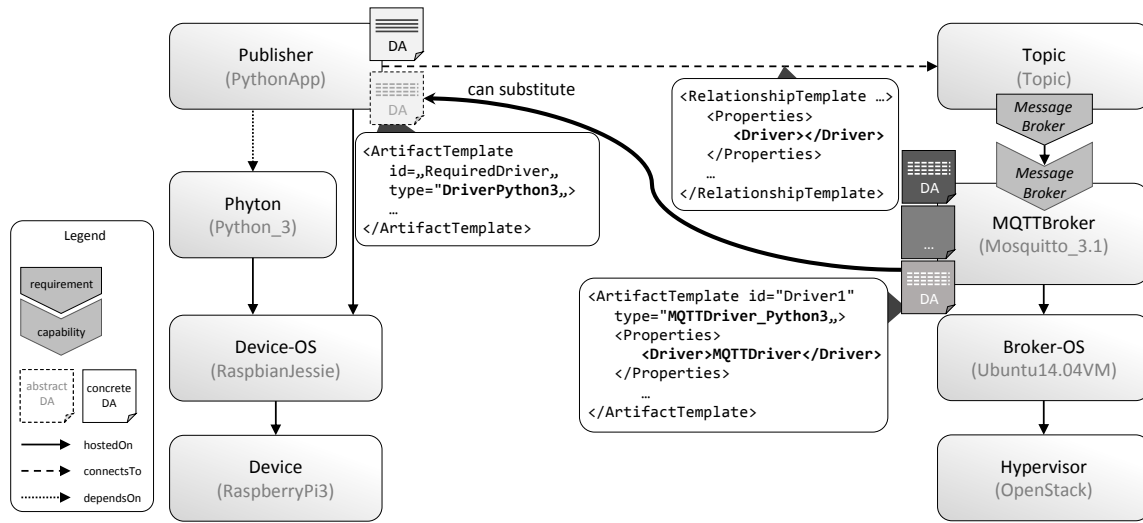 Publisher
(PythonApp)
DA
DA
can substitute
Topic
(Topic)
Message
Broker
Message
Broker
<RelationshipTemplate …>
<Properties>
<Driver></Driver>
</Properties>
…
</RelationshipTemplate>
<ArtifactTemplate
id=„RequiredDriver„
type="DriverPython3„>
…
</ArtifactTemplate>
Phyton
(Python_3)
DA
…
DA
MQTTBroker
(Mosquitto_3.1)
<ArtifactTemplate id="Driver1"
type="MQTTDriver_Python3„>
<Properties>
<Driver>MQTTDriver</Driver>
</Properties>
…
</ArtifactTemplate>
Device-OS
(RaspbianJessie)
Broker-OS
(Ubuntu14.04VM)
Device
(RaspberryPi3)
Hypervisor
(OpenStack)
Legend
requirement
capability
abstract
DA
concrete
DA
hostedOn
connectsTo
dependsOn